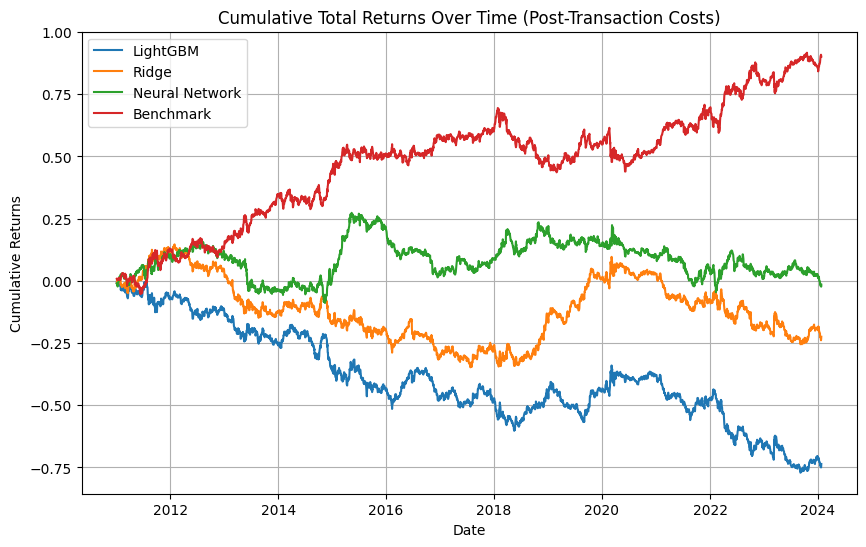 Cumulative Total Returns Over Time (Post-Transaction Costs)
LightGBM
Ridge
Neural Network
Benchmark
1.00
0.75
0.50
0.25
0.00
−0.25
−0.50
−0.75
Cumulative Returns
2012
2014
2016
2018
2020
2022
2024
Date